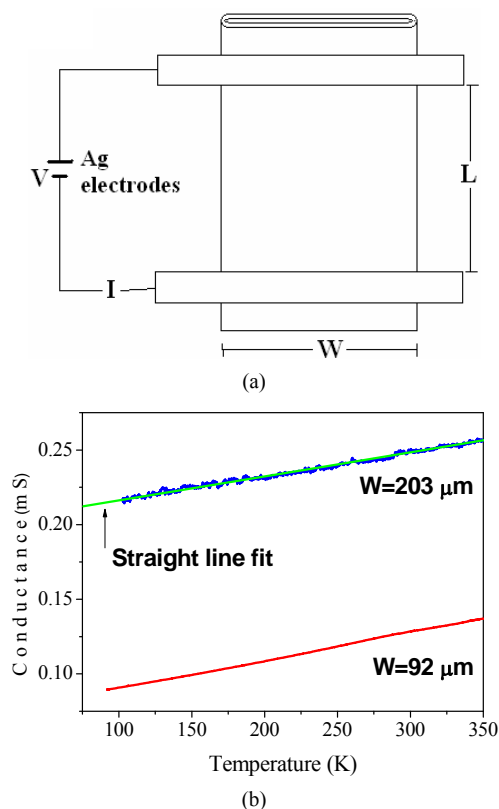 V
Ag
electrodes
I
L
W
(a)
0.25
0.20
0.15
0.10
Conductance (mS)
W=203 μm
Straight line fit
W=92 μm
100 150 200 250 300 350
Temperature (K)
(b)